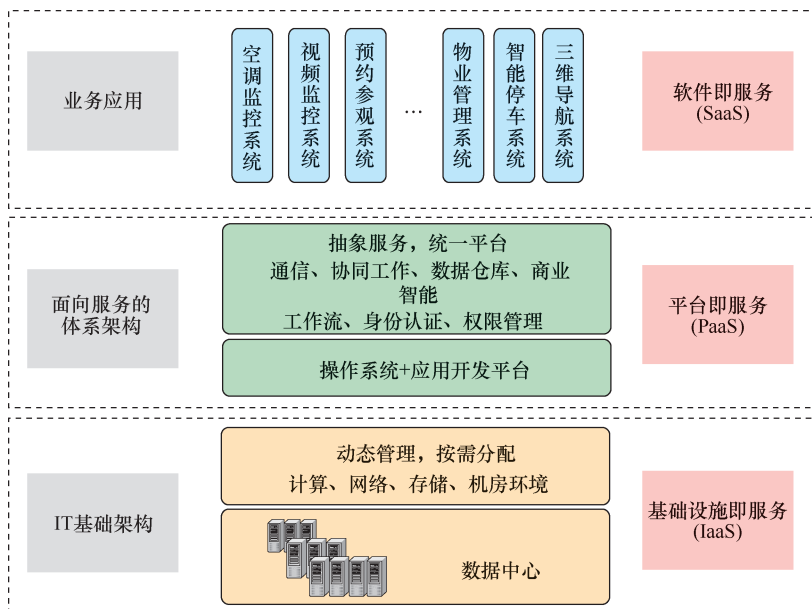 业务应用
空调监控系统
视频监控系统
预约参观系统
…
物业管理系统
智能停车系统
三维导航系统
软件即服务
(SaaS)
面向服务的
体系架构
抽象服务，统一平台
通信、协同工作、数据仓库、商业
智能
工作流、身份认证、权限管理
操作系统+应用开发平台
平台即服务
(PaaS)
IT基础架构
动态管理，按需分配
计算、网络、存储、机房环境
数据中心
基础设施即服务
(IaaS)